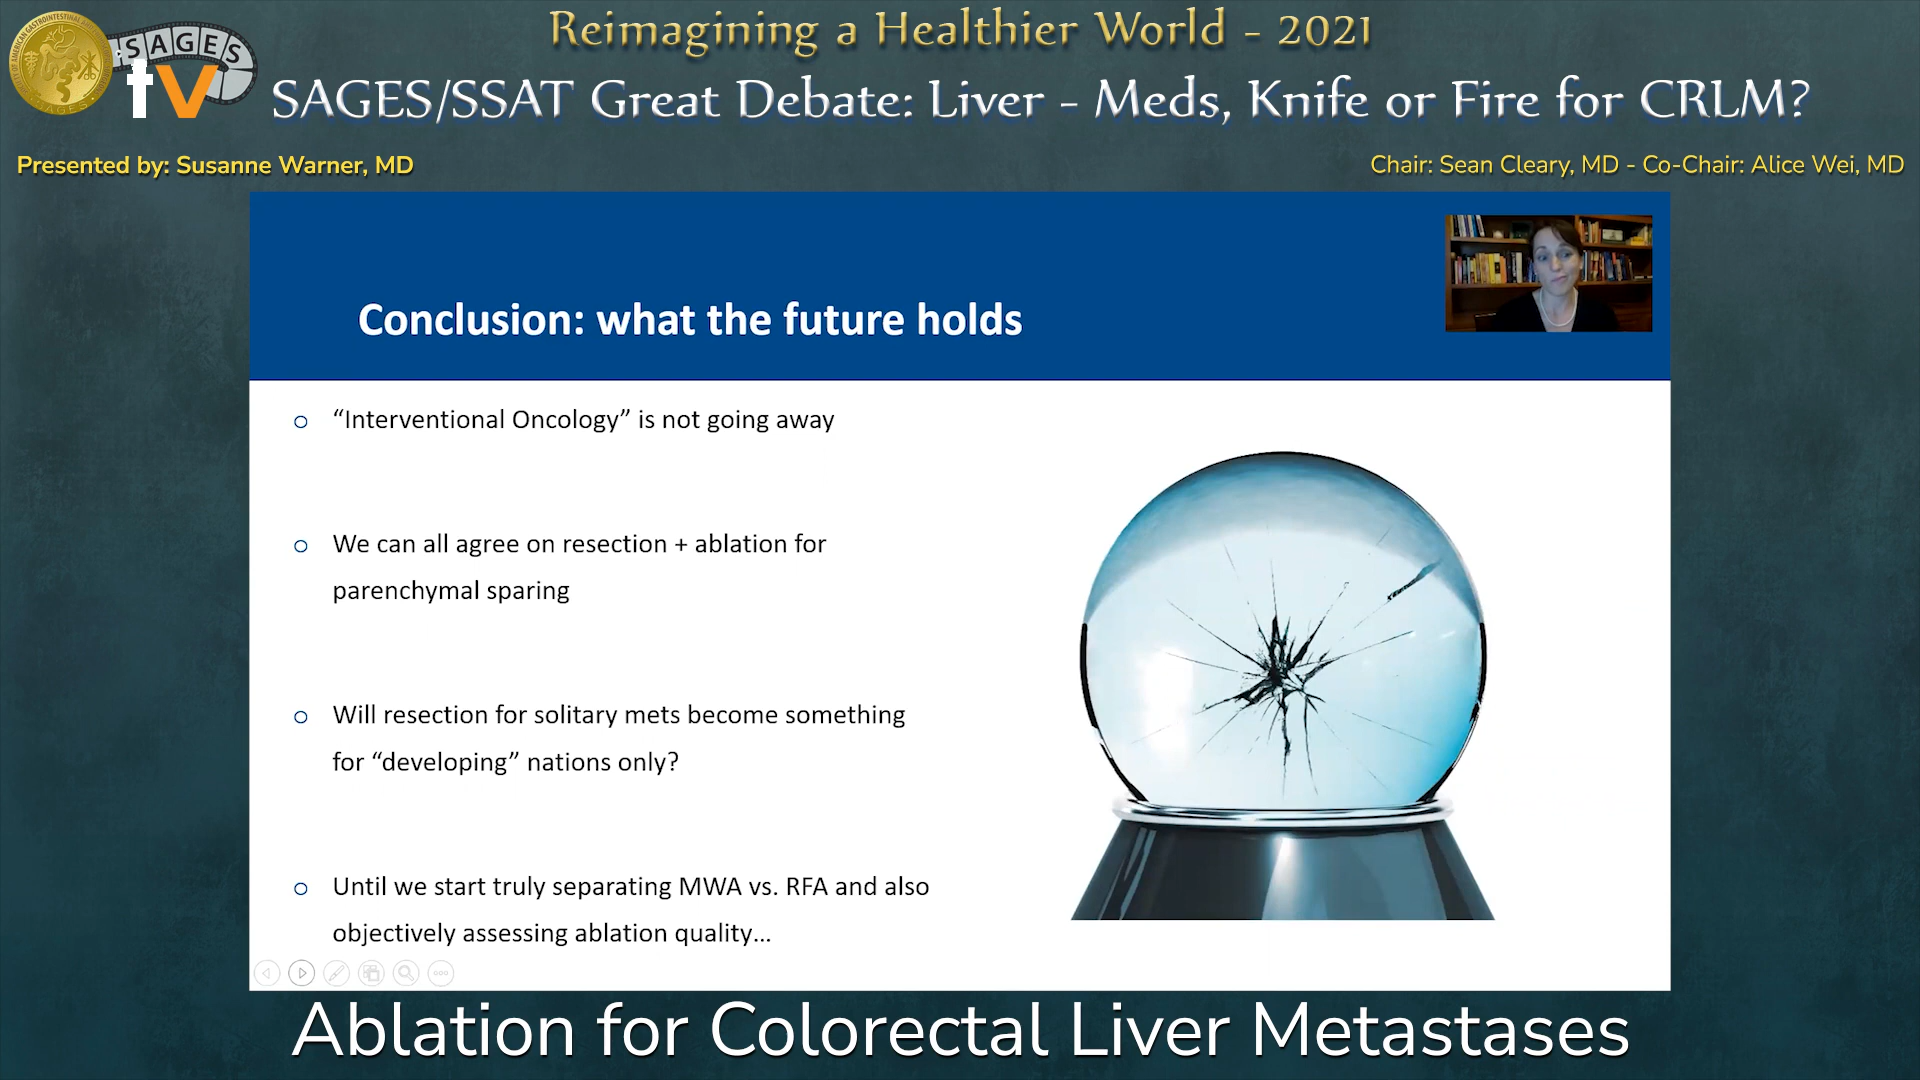 Reimagining a Healthier World - 2021
SAGES
tv
SAGES/SSAT Great Debate: Liver - Meds, Knife or Fire for CRLM?
Presented by: Susanne Warner, MD
Chair: Sean Cleary, MD - Co-Chair: Alice Wei, MD
Conclusion: what the future holds
“Interventional Oncology” is not going away
We can all agree on resection + ablation for
parenchymal sparing
Will resection for solitary mets become something
for “developing” nations only?
Until we start truly separating MWA vs. RFA and also
objectively assessing ablation quality...
Ablation for Colorectal Liver Metastases